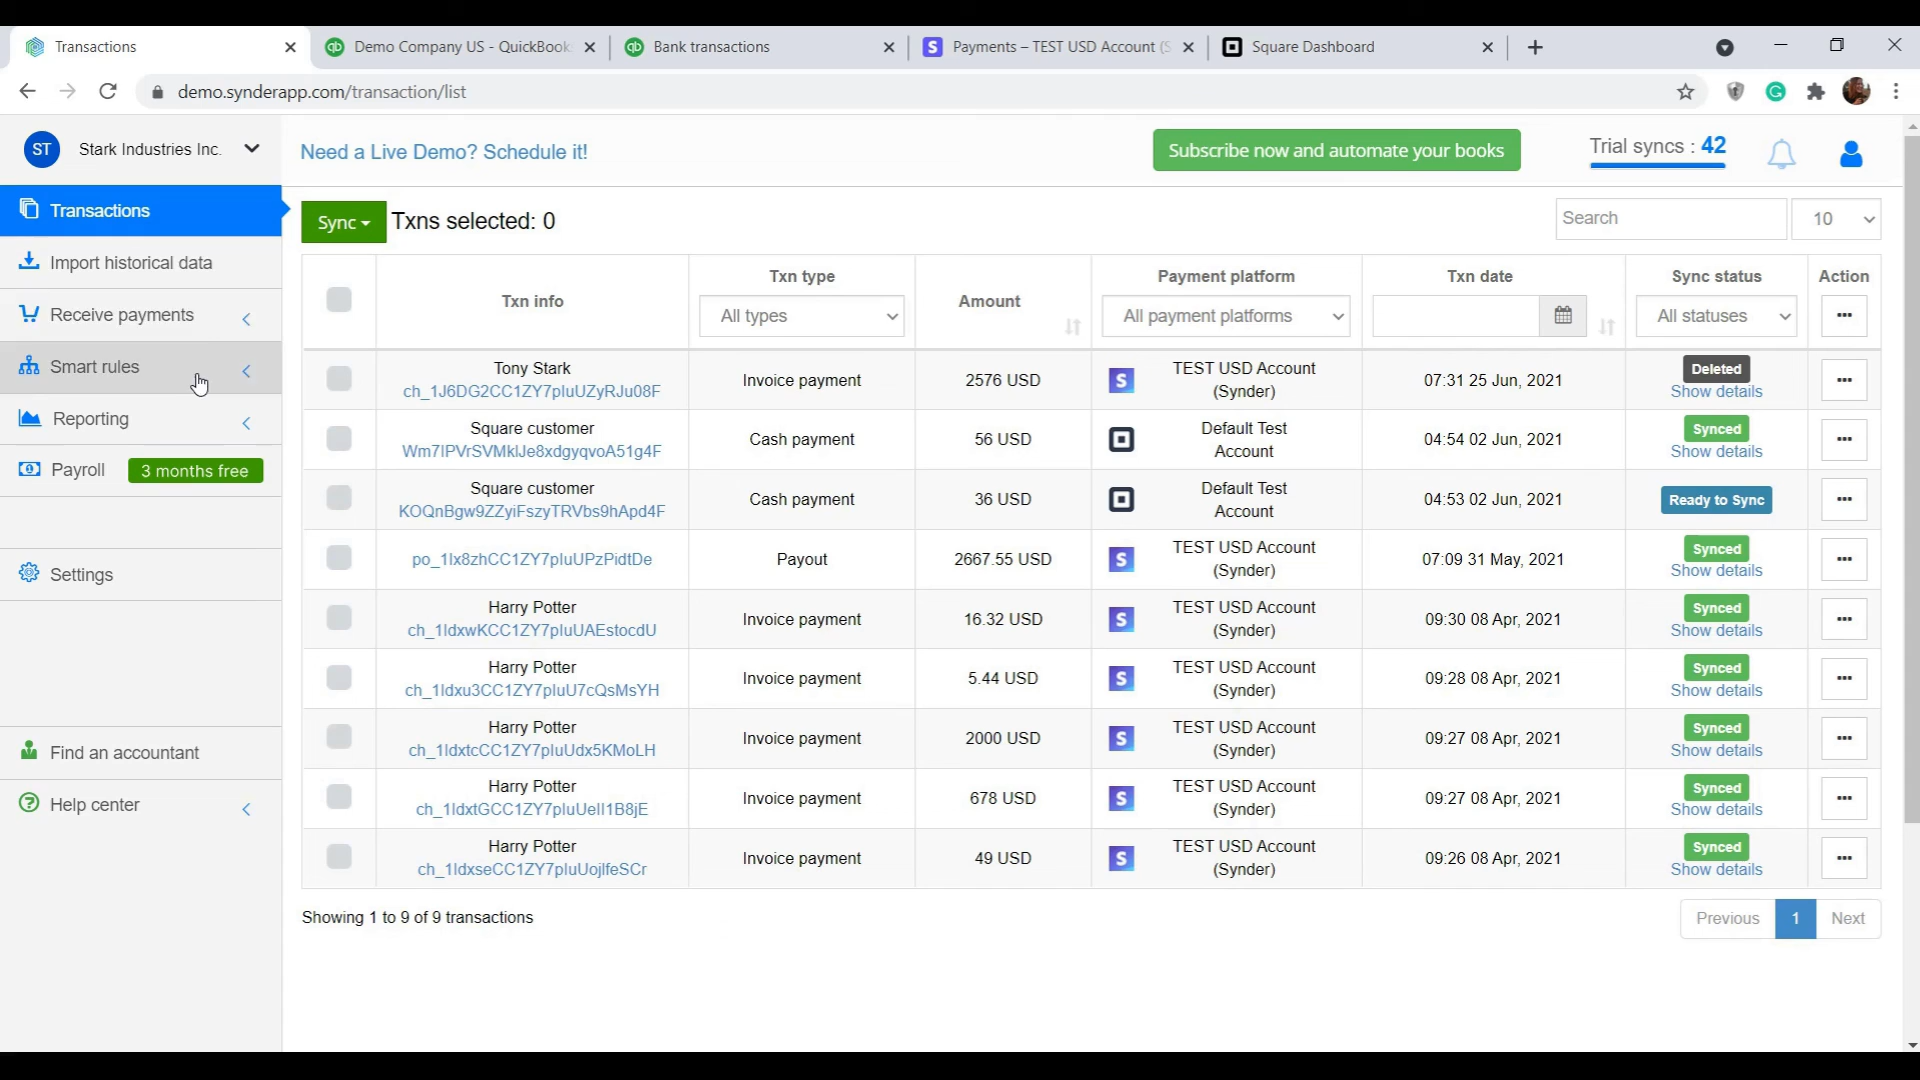 Transactions
Demo Company US - QuickBook
Bank transactions
Payments – TEST USD Account (S
Square Dashboard
demo.synderapp.com/transaction/list
ST
Stark Industries Inc.
Need a Live Demo? Schedule it!
Subscribe now and automate your books
Trial syncs : 42
Transactions
Import historical data
Receive payments
Smart rules
Reporting
Payroll
3 months free
Settings
Find an accountant
Help center
Sync
Txns selected: 0
Search
10
Txn info
Txn type
Amount
Payment platform
Txn date
Sync status
Action
All types
All payment platforms
All statuses
Tony Stark
ch_1J6DG2CC1ZY7pIuUZyRJu08F
Invoice payment
2576 USD
TEST USD Account
(Synder)
07:31 25 Jun, 2021
Deleted
Show details
Square customer
Wm7IPVrSVMklJe8xdgyqvoA51g4F
Cash payment
56 USD
Default Test
Account
04:54 02 Jun, 2021
Synced
Show details
Square customer
KOQnBgw9ZZyiFszyTRVbs9hApd4F
Cash payment
36 USD
Default Test
Account
04:53 02 Jun, 2021
Ready to Sync
po_1Ix8zhCC1ZY7pIuUPzPidtDe
Payout
2667.55 USD
TEST USD Account
(Synder)
07:09 31 May, 2021
Synced
Show details
Harry Potter
ch_1IdxwKCC1ZY7pIuUAEstocdU
Invoice payment
16.32 USD
TEST USD Account
(Synder)
09:30 08 Apr, 2021
Synced
Show details
Harry Potter
ch_1Idxu3CC1ZY7pIuU7cQsMsYH
Invoice payment
5.44 USD
TEST USD Account
(Synder)
09:28 08 Apr, 2021
Synced
Show details
Harry Potter
ch_1IdxtcCC1ZY7pIuUdx5KMoLH
Invoice payment
2000 USD
TEST USD Account
(Synder)
09:27 08 Apr, 2021
Synced
Show details
Harry Potter
ch_1IdxtGCC1ZY7pIuUeIl1B8jE
Invoice payment
678 USD
TEST USD Account
(Synder)
09:27 08 Apr, 2021
Synced
Show details
Harry Potter
ch_1IdxseCC1ZY7pIuUojlfeSCr
Invoice payment
49 USD
TEST USD Account
(Synder)
09:26 08 Apr, 2021
Synced
Show details
Showing 1 to 9 of 9 transactions
Previous
1
Next